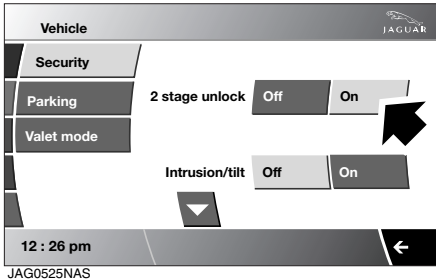 Vehicle
JAGUAR
Security
Parking
Valet mode
2 stage unlock Off On
Intrusion/tilt Off On
12 : 26 pm
JAG0525NAS